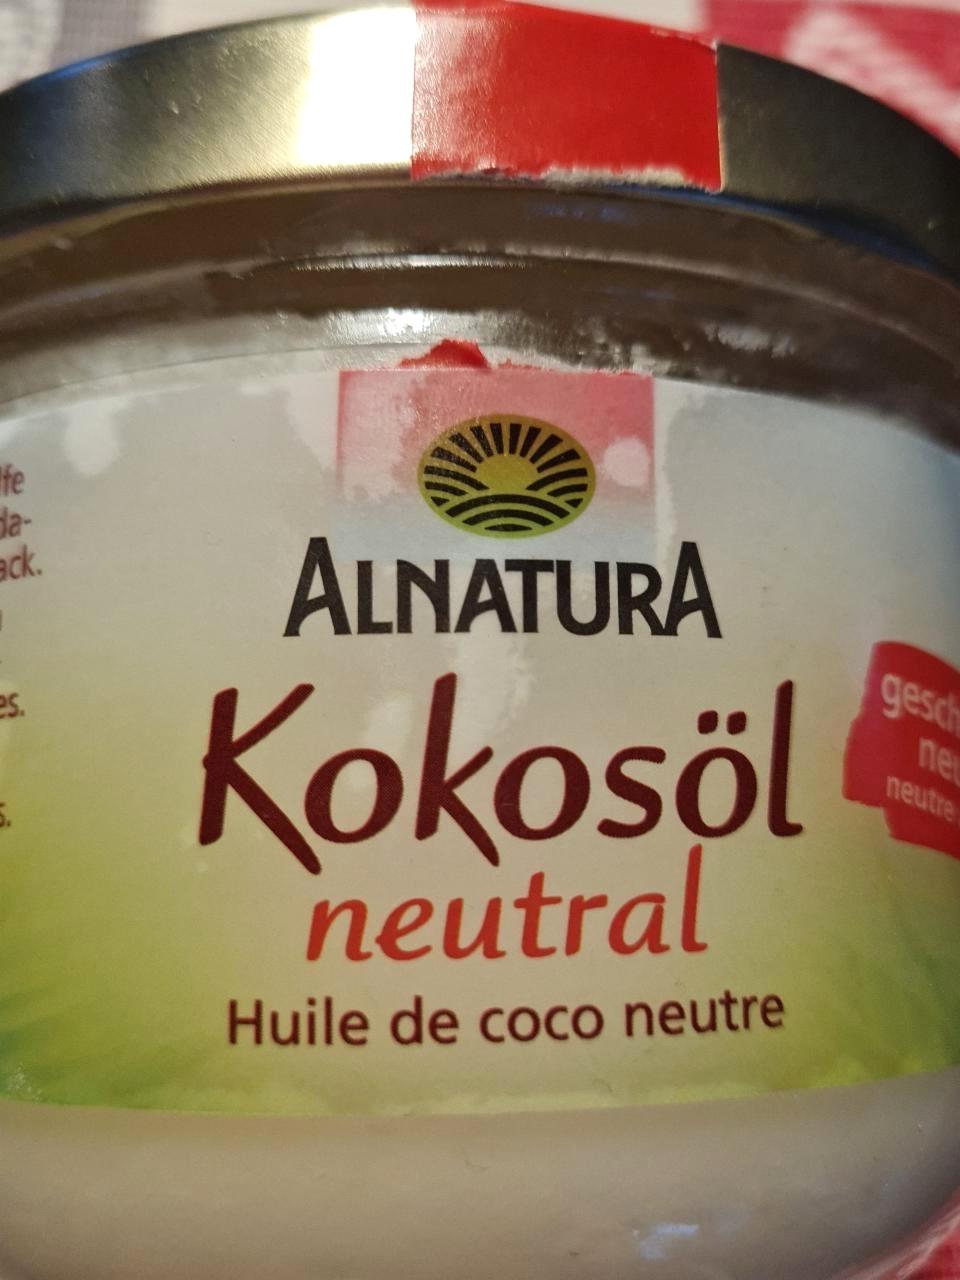 ALNATURA
Kokosöl
neutral
Huile de coco neutre